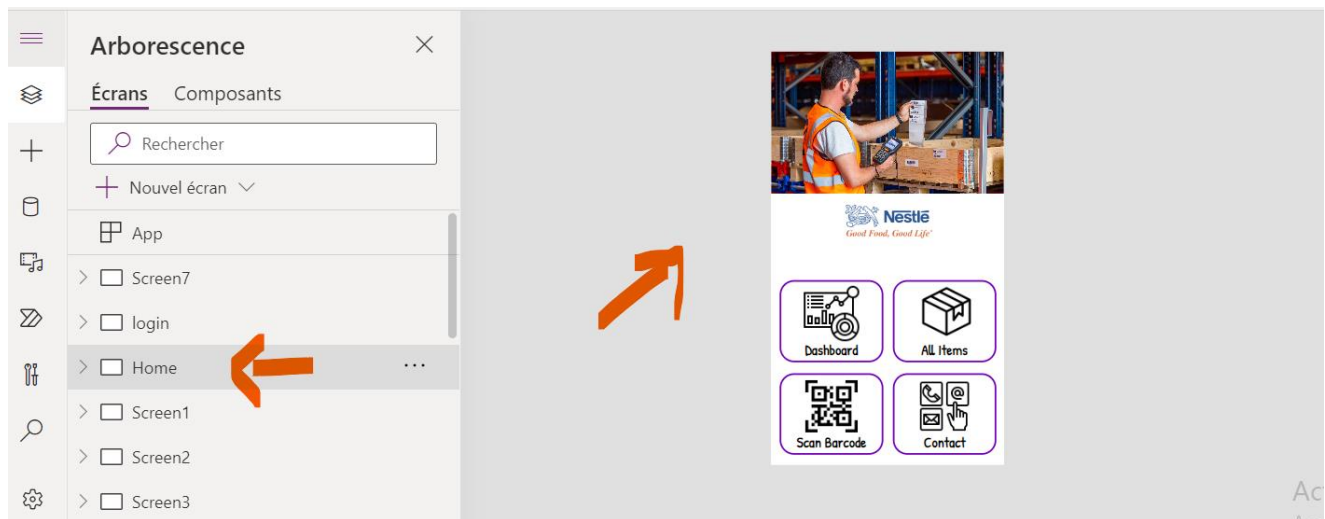 Arborescence
Écrans Composants
Rechercher
Nouvel écran
App
Screen7
login
Home
Screen1
Screen2
Screen3
Nestlé
Good Food, Good Life
Dashboard
All Items
Scan Barcode
Contact